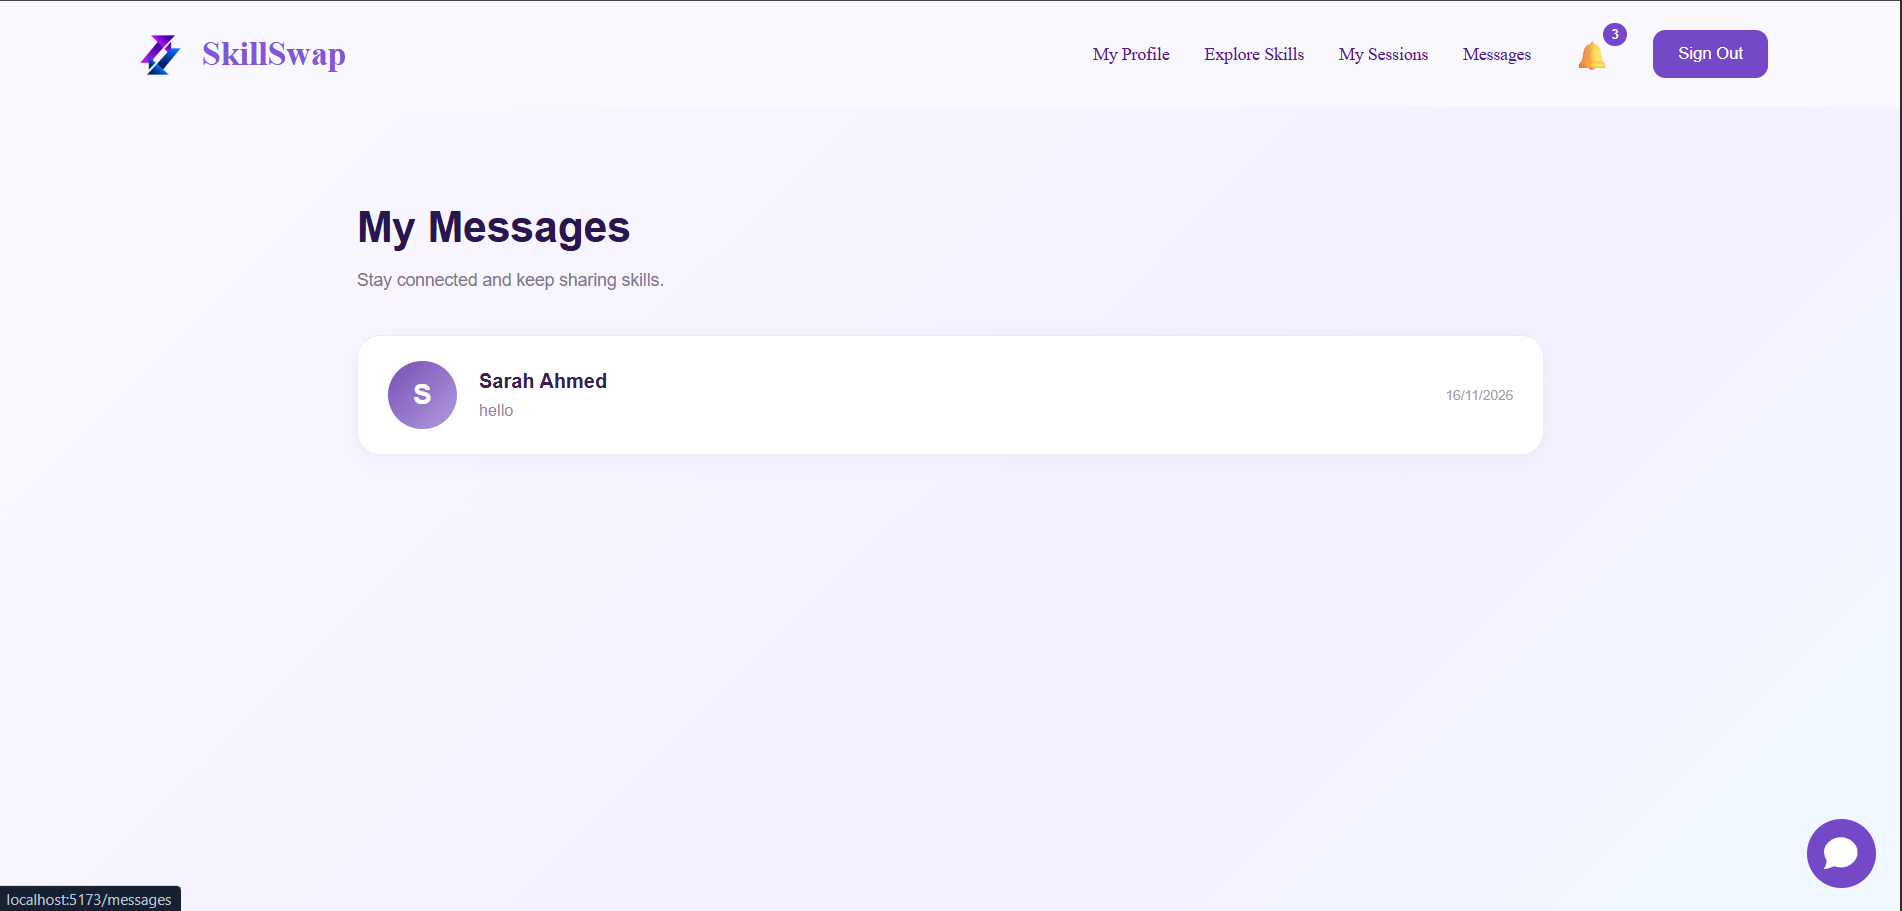 SkillSwap
My Profile Explore Skills My Sessions Messages 3 Sign Out
My Messages
Stay connected and keep sharing skills.
S
Sarah Ahmed
hello
16/11/2026
localhost:5173/messages